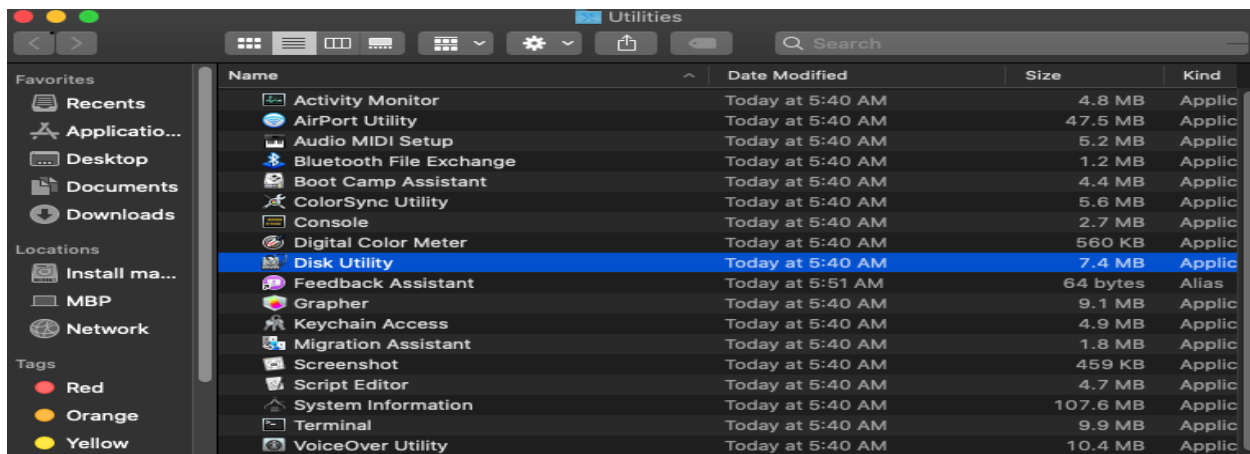 Utilities
Search
Favorites
Recents
Applicatio...
Desktop
Documents
Downloads
Locations
Install ma...
MBP
Network
Tags
Red
Orange
Yellow
Name Date Modified Size Kind
Activity Monitor Today at 5:40 AM 4.8 MB Applic
AirPort Utility Today at 5:40 AM 47.5 MB Applic
Audio MIDI Setup Today at 5:40 AM 5.2 MB Applic
Bluetooth File Exchange Today at 5:40 AM 1.2 MB Applic
Boot Camp Assistant Today at 5:40 AM 4.4 MB Applic
ColorSync Utility Today at 5:40 AM 5.6 MB Applic
Console Today at 5:40 AM 2.7 MB Applic
Digital Color Meter Today at 5:40 AM 560 KB Applic
Disk Utility Today at 5:40 AM 7.4 MB Applic
Feedback Assistant Today at 5:51 AM 64 bytes Alias
Grapher Today at 5:40 AM 9.1 MB Applic
Keychain Access Today at 5:40 AM 4.9 MB Applic
Migration Assistant Today at 5:40 AM 1.8 MB Applic
Screenshot Today at 5:40 AM 459 KB Applic
Script Editor Today at 5:40 AM 4.7 MB Applic
System Information Today at 5:40 AM 107.6 MB Applic
Terminal Today at 5:40 AM 9.9 MB Applic
VoiceOver Utility Today at 5:40 AM 10.4 MB Applic